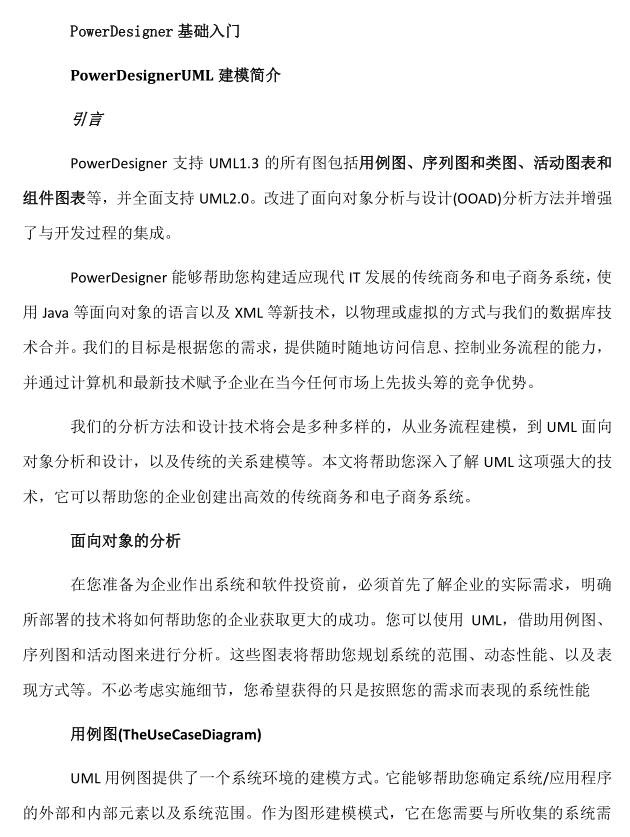 PowerDesigner 基础入门
PowerDesignerUML 建模简介
引言
PowerDesigner 支持 UML1.3 的所有图包括用例图、序列图和类图、活动图表和
组件图表等，并全面支持 UML2.0。改进了面向对象分析与设计(OOAD)分析方法并增强
了与开发过程的集成。
PowerDesigner 能够帮助您构建适应现代 IT 发展的传统商务和电子商务系统，使
用 Java 等面向对象的语言以及 XML 等新技术，以物理或虚拟的方式与我们的数据库技
术合并。我们的目标是根据您的需求，提供随时随地访问信息、控制业务流程的能力，
并通过计算机和最新技术赋予企业在当今任何市场上先拔头筹的竞争优势。
我们的分析方法和设计技术将会是多种多样的，从业务流程建模，到 UML 面向
对象分析和设计，以及传统的关系建模等。本文将帮助您深入了解 UML 这项强大的技
术，它可以帮助您的企业创建出高效的传统商务和电子商务系统。
面向对象的分析
在您准备为企业作出系统和软件投资前，必须首先了解企业的实际需求，明确
所部署的技术将如何帮助您的企业获取更大的成功。您可以使用 UML，借助用例图、
序列图和活动图来进行分析。这些图表将帮助您规划系统的范围、动态性能、以及表
现方式等。不必考虑实施细节，您希望获得的只是按照您的需求而表现的系统性能
用例图(TheUseCaseDiagram)
UML 用例图提供了一个系统环境的建模方式。它能够帮助您确定系统/应用程序
的外部和内部元素以及系统范围。作为图形建模模式，它在您需要与所收集的系统需